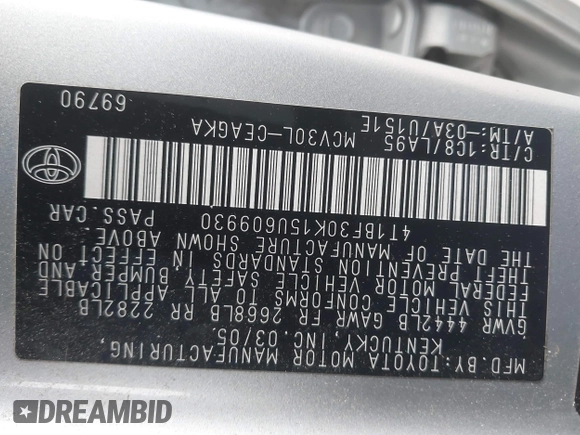 MFD.BY:TOYOTA MOTOR MANUFACTURING,
KENTUCKY, INC. 03/05.
GVWR 4442LB GAWR FR 2668LB RR 2282LB
THIS VEHICLE CONFORMS TO ALL APPLICABLE
FEDERAL MOTOR VEHICLE SAFETY, BUMPER AND
THEFT PREVENTION STANDARDS IN EFFECT ON
THE DATE OF MANUFACTURE SHOWN ABOVE.
4T1BF30K15U609930 PASS.CAR
MCV30L-CEAGKA
C/TR:1C8/LA95
A/TM:-03A/U151E 69790
DREAMBID